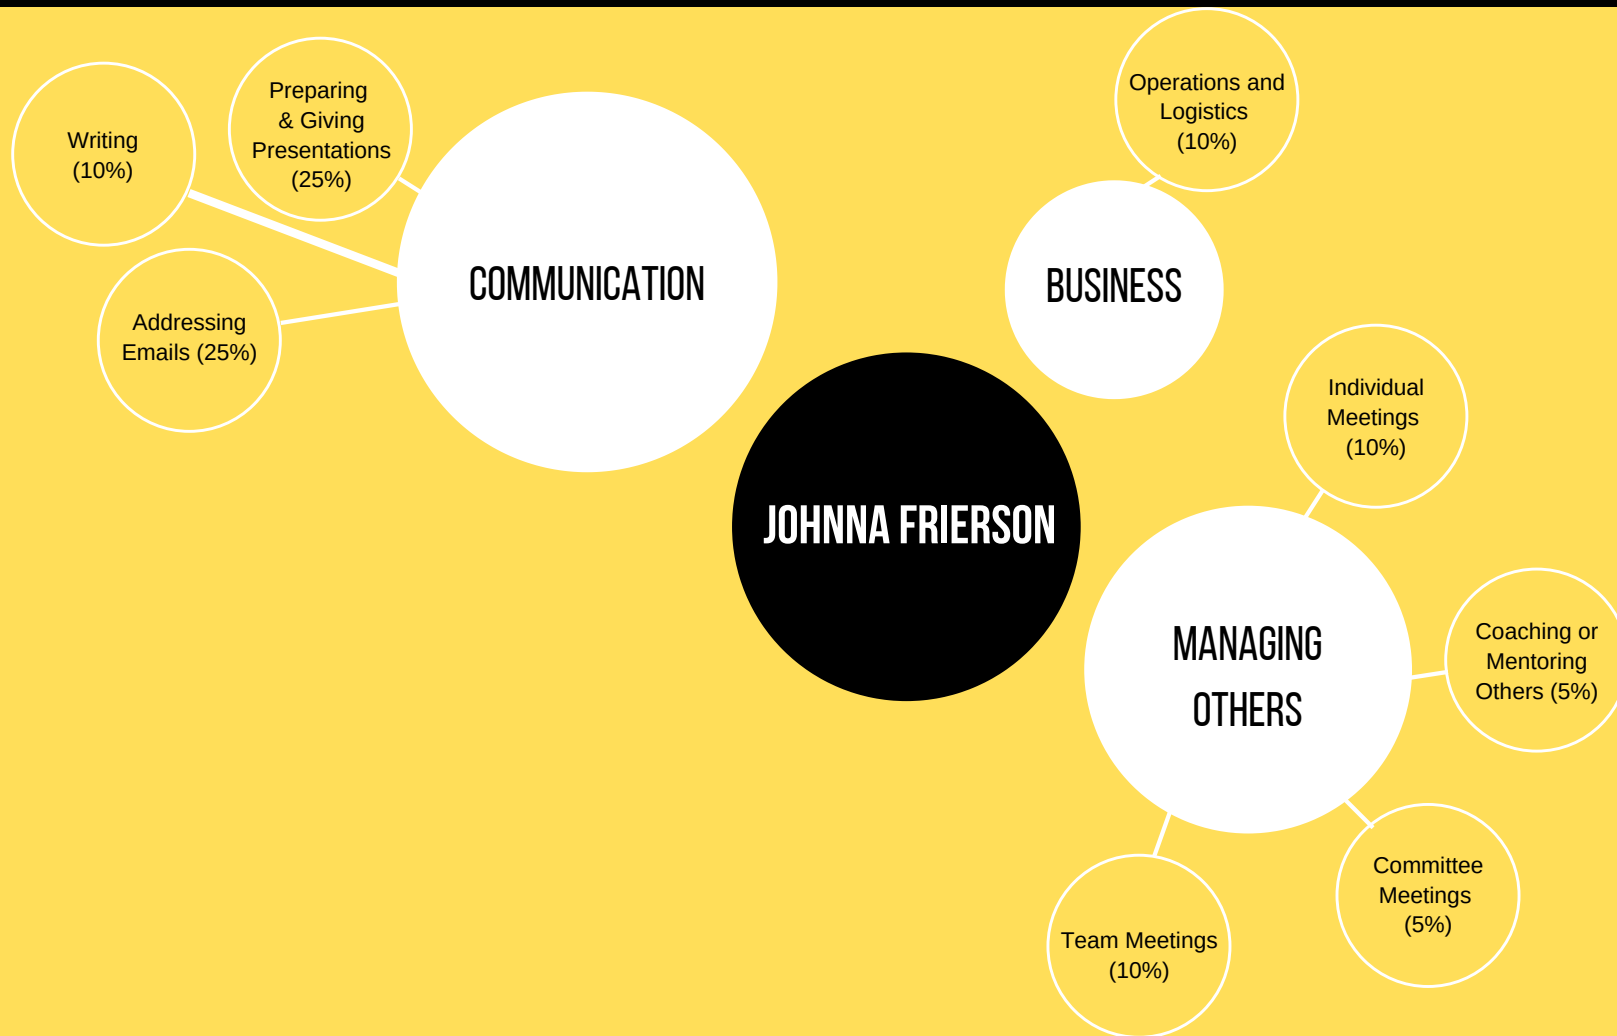 Writing
(10%)
Preparing
& Giving
Presentations
(25%)
Addressing
Emails (25%)
COMMUNICATION
Operations and
Logistics
(10%)
BUSINESS
JOHNNA FRIERSON
Individual
Meetings
(10%)
MANAGING
OTHERS
Coaching or
Mentoring
Others (5%)
Committee
Meetings
(5%)
Team Meetings
(10%)